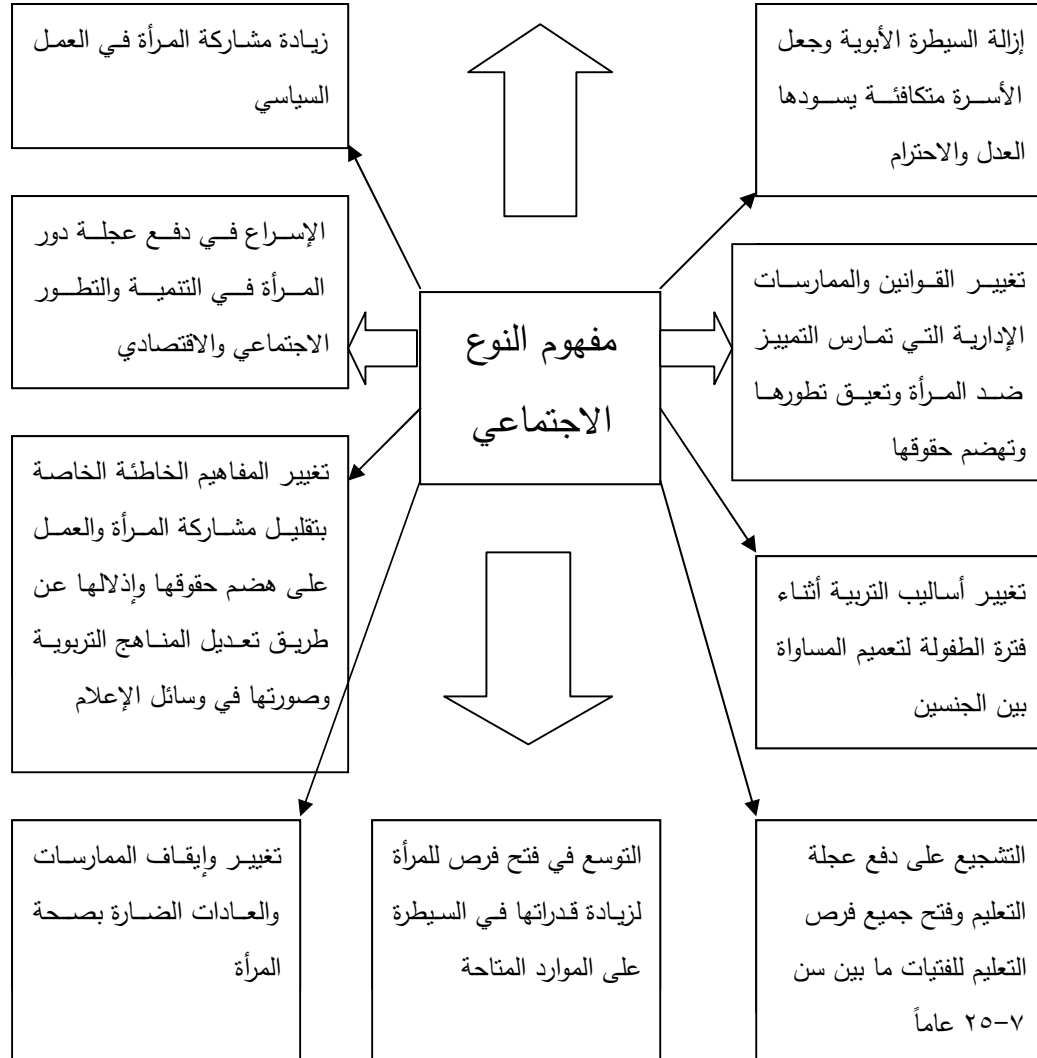 إزالة السيطرة الأبوية وجعل
الأسرة متكافئة يسودها
العدل والاحترام
زيادة مشاركة المرأة في العمل
السياسي
تغيير القوانين والممارسات
الإدارية التي تمارس التمييز
ضد المرأة وتعيق تطورها
وتهضم حقوقها
مفهوم النوع
الاجتماعي
الإسراع في دفع عجلة دور
المرأة في التنمية والتطور
الاجتماعي والاقتصادي
تغيير أساليب التربية أثناء
فترة الطفولة لتعميم المساواة
بين الجنسين
تغيير المفاهيم الخاطئة الخاصة
بتقليل مشاركة المرأة والعمل
على هضم حقوقها وإذلالها عن
طريق تعديل المناهج التربوية
وصورتها في وسائل الإعلام
التشجيع على دفع عجلة
التعليم وفتح جميع فرص
التعليم للفتيات ما بين سن
٧-٢٥ عاماً
التوسع في فتح فرص للمرأة
لزيادة قدراتها في السيطرة
على الموارد المتاحة
تغيير وإيقاف الممارسات
والعادات الضارة بصحة
المرأة